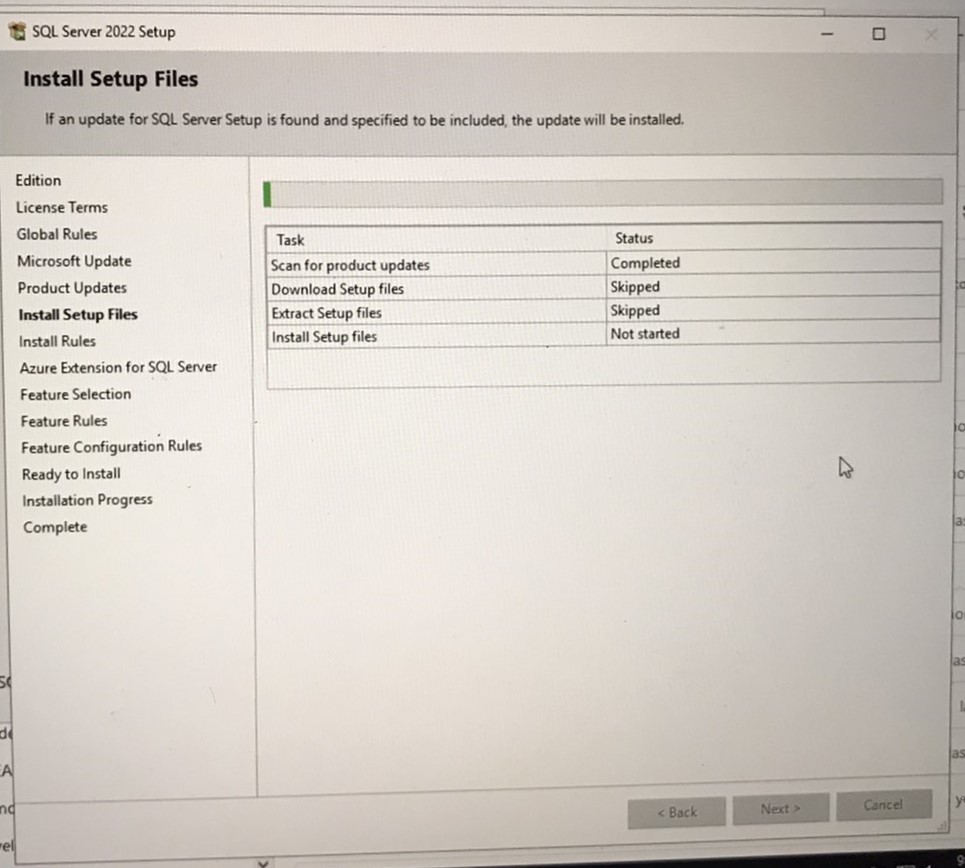 SQL Server 2022 Setup
Install Setup Files
If an update for SQL Server Setup is found and specified to be included, the update will be installed.
Edition
License Terms
Global Rules
Microsoft Update
Product Updates
Install Setup Files
Install Rules
Azure Extension for SQL Server
Feature Selection
Feature Rules
Feature Configuration Rules
Ready to Install
Installation Progress
Complete
Task Status
Scan for product updates Completed
Download Setup files Skipped
Extract Setup files Skipped
Install Setup files Not started
< Back Next > Cancel